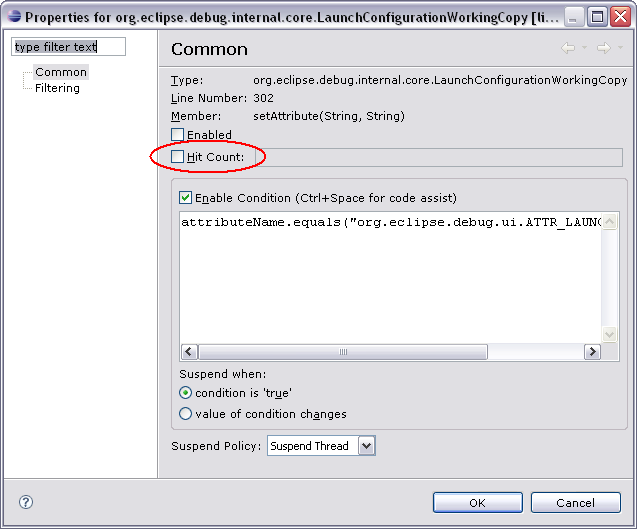 Properties for org.eclipse.debug.internal.core.LaunchConfigurationWorkingCopy [li...
type filter text
Common
Filtering
Common
Type: org.eclipse.debug.internal.core.LaunchConfigurationWorkingCopy
Line Number: 302
Member: setAttribute(String, String)
Enabled
Hit Count:
Enable Condition (Ctrl+Space for code assist)
attributeName.equals("org.eclipse.debug.ui.ATTR_LAUNC
Suspend when:
condition is 'true'
value of condition changes
Suspend Policy: Suspend Thread
OK Cancel